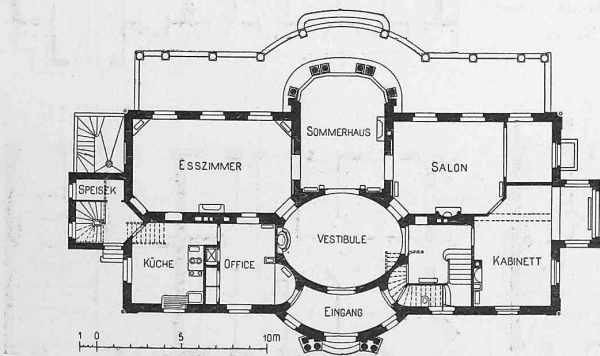 SOMMERHAUS
ESSZIMMER
SALON
SPEISEK
VESTIBULE
KÜCHE
OFFICE
KABINETT
EINGANG
1 0 5 10m